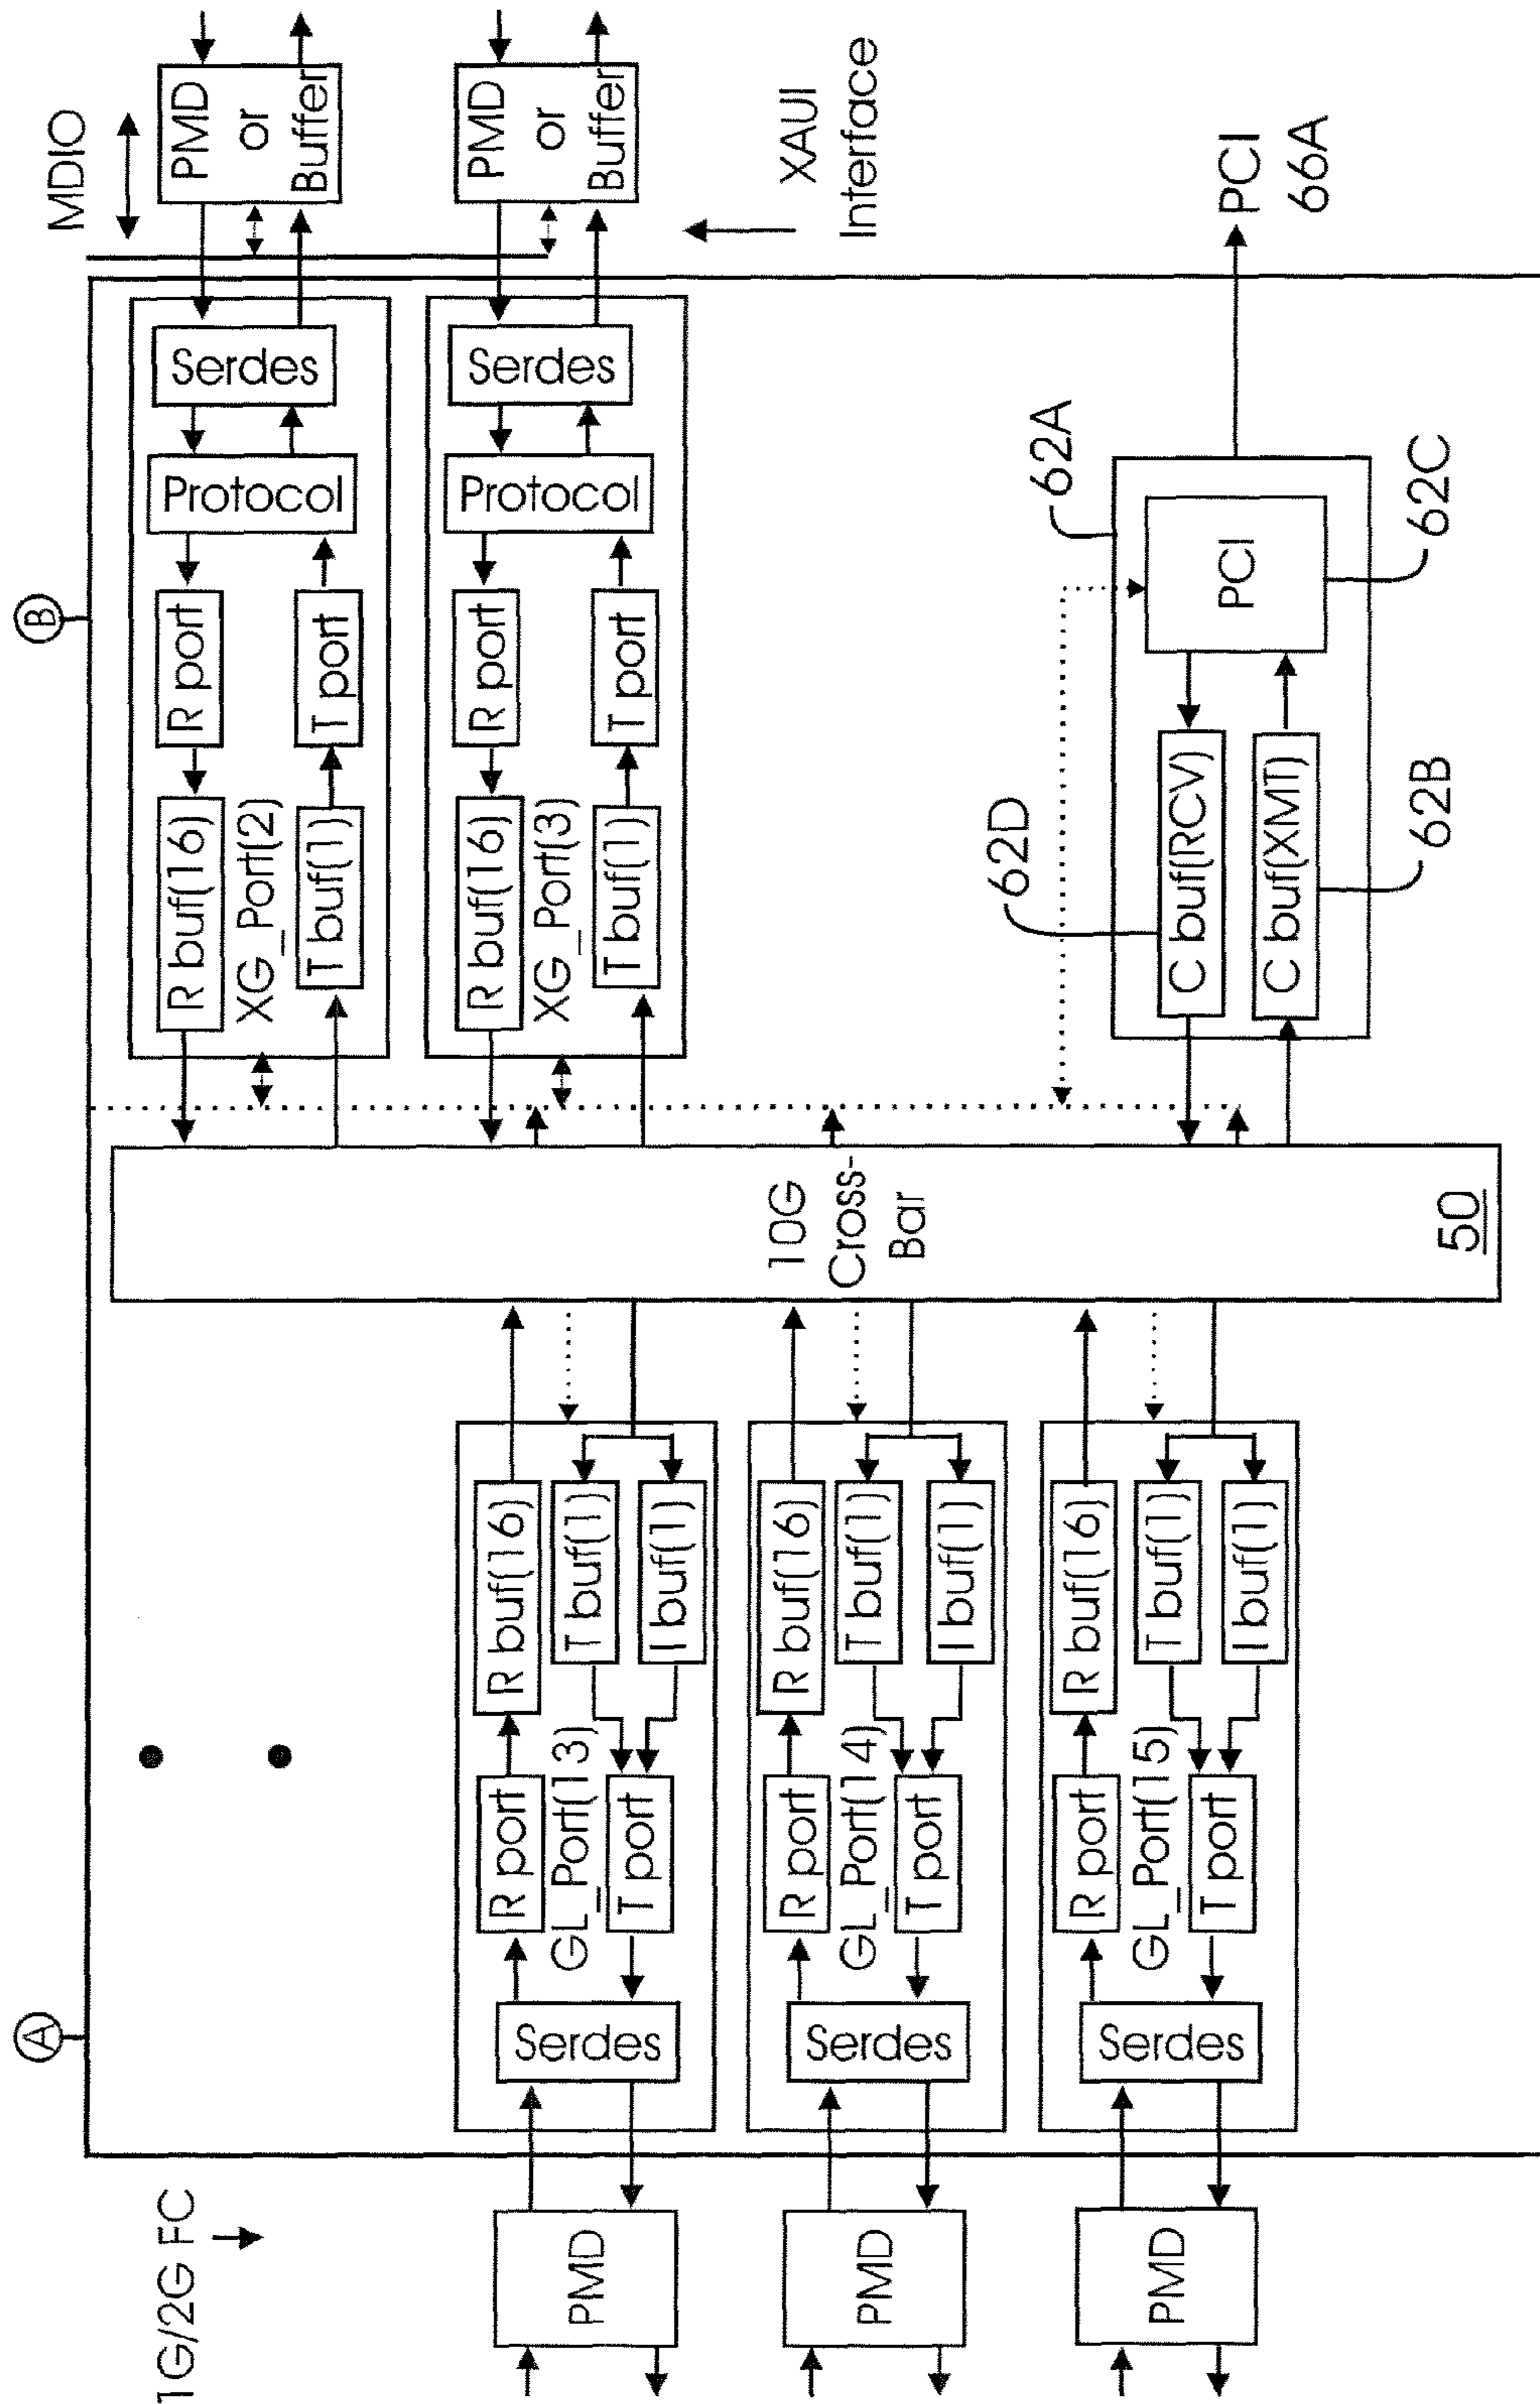 A
B
1G/2G FC
MDIO
PMD
Serdes
R port
GL_Port(13)
T port
R buf(16)
T buf(1)
I buf(1)
PMD
Serdes
R port
GL_Port(14)
T port
R buf(16)
T buf(1)
I buf(1)
PMD
Serdes
R port
GL_Port(15)
T port
R buf(16)
T buf(1)
I buf(1)
10G
Cross-
Bar
50
R buf(16)
XG_Port(2)
T buf(1)
R port
T port
Protocol
Serdes
PMD
or
Buffer
R buf(16)
XG_Port(3)
T buf(1)
R port
T port
Protocol
Serdes
PMD
or
Buffer
XAUI
Interface
62D
62A
C buf(RCV)
C buf(XMT)
PCI
62B
62C
PCI
66A